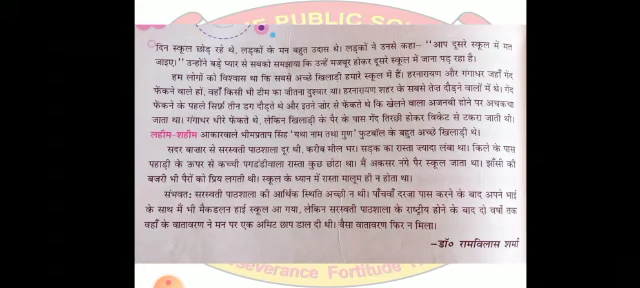 THE PUBLIC SC
दिन स्कूल छोड़ रहे थे, लड़कों के मन बहुत उदास थे। लड़कों ने उनसे कहा– “आप दूसरे स्कूल में मत
जाइए।” उन्होंने बड़े प्यार से सबको समझाया कि उन्हें मजबूर होकर दूसरे स्कूल में जाना पड़ रहा है।
हम लोगों को विश्वास था कि सबसे अच्छे खिलाड़ी हमारे स्कूल में हैं। हरनारायण और गंगाधर जहाँ गेंद
फेंकने वाले हों, वहाँ किसी भी टीम का जीतना दुश्वार था। हरनारायण शहर के सबसे तेज दौड़ने वालों में थे। गेंद
फेंकने के पहले सिर्फ़ तीन डग दौड़ते थे और इतने ज़ोर से फेंकते थे कि खेलने वाला अजनबी होने पर अचकचा
जाता था। गंगाधर धीरे फेंकते थे, लेकिन खिलाड़ी के पैर के पास गेंद तिरछी होकर विकेट से टकरा जाती थी।
लहीम-शहीम आकारवाले भीमप्रताप सिंह ‘यथा नाम तथा गुण’ फुटबॉल के बहुत अच्छे खिलाड़ी थे।
सदर बाजार से सरस्वती पाठशाला दूर थी, करीब मील भर। सड़क का रास्ता ज्यादा लंबा था। किले के पास
पहाड़ी के ऊपर से कच्ची पगडंडीवाला रास्ता कुछ छोटा था। मैं अकसर नंगे पैर स्कूल जाता था। झाँसी की
बजरी भी पैरों को प्रिय लगती थी। स्कूल के ध्यान में रास्ता मालूम ही न होता था।
संभवतः सरस्वती पाठशाला की आर्थिक स्थिति अच्छी न थी। पाँचवाँ दरजा पास करने के बाद अपने भाई
के साथ मैं भी मैकडलन हाई स्कूल आ गया, लेकिन सरस्वती पाठशाला के राष्ट्रीय होने के बाद दो वर्षों तक
वहाँ के वातावरण ने मन पर एक अमिट छाप डाल दी थी। वैसा वातावरण फिर न मिला।
–डॉ० रामविलास शर्मा
severance Fortitude